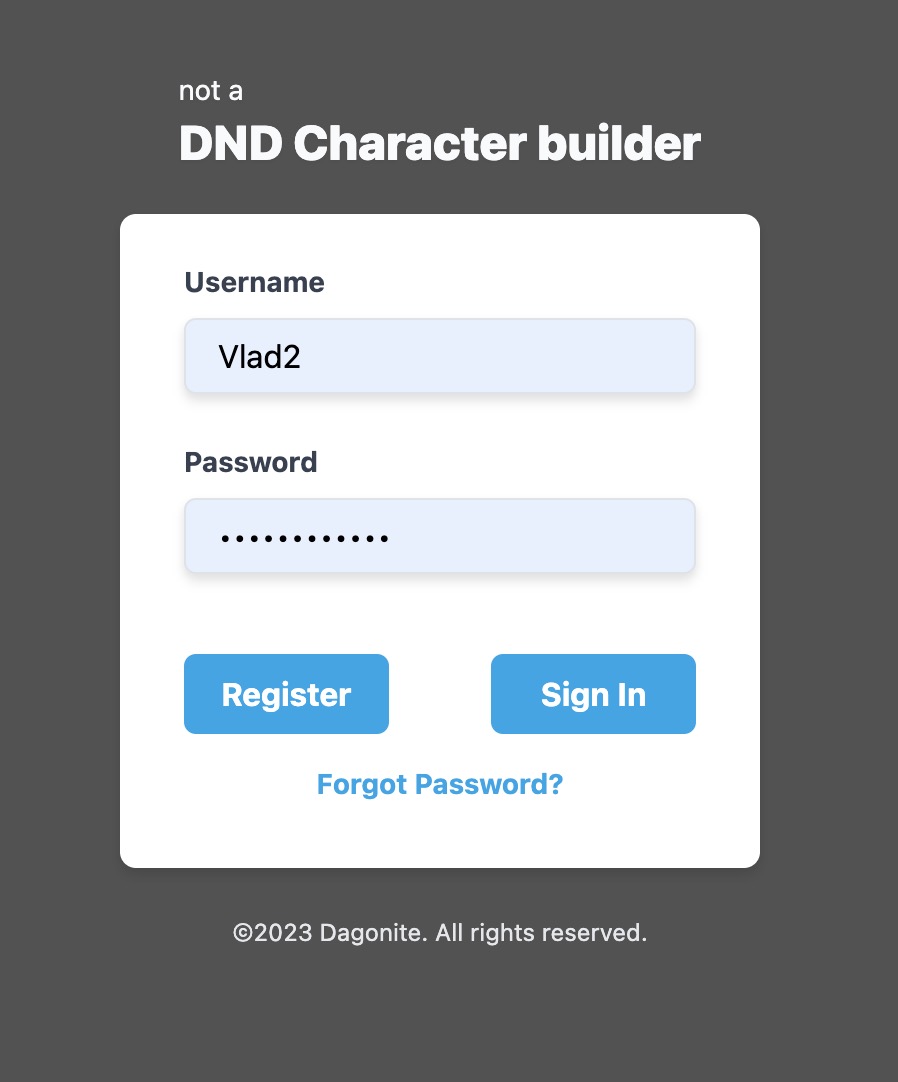 not a
DND Character builder
Username
Vlad2
Password
••••••••••••
Register
Sign In
Forgot Password?
©2023 Dagonite. All rights reserved.